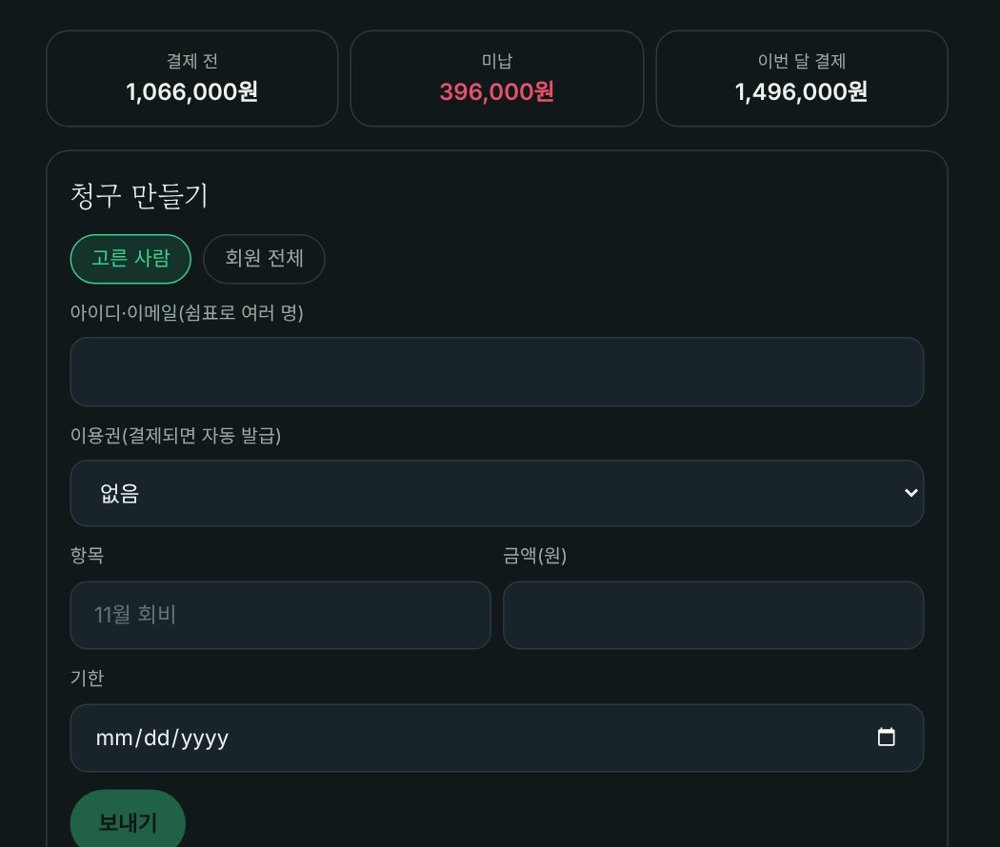 결제 전
1,066,000원
미납
396,000원
이번 달 결제
1,496,000원
청구 만들기
고른 사람
회원 전체
아이디·이메일(쉼표로 여러 명)
이용권(결제되면 자동 발급)
없음
항목
금액(원)
11월 회비
기한
mm/dd/yyyy
보내기